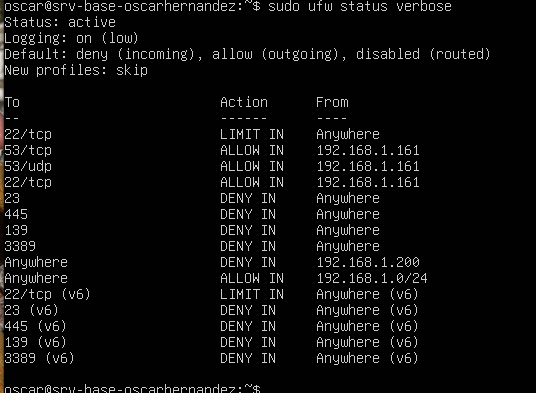 oscar@srv-base-oscarhernandez:~$ sudo ufw status verbose
Status: active
Logging: on (low)
Default: deny (incoming), allow (outgoing), disabled (routed)
New profiles: skip

To                         Action      From
--                         ------      ----
22/tcp                     LIMIT IN    Anywhere
53/tcp                     ALLOW IN    192.168.1.161
53/udp                     ALLOW IN    192.168.1.161
22/tcp                     ALLOW IN    192.168.1.161
23                         DENY IN     Anywhere
445                        DENY IN     Anywhere
139                        DENY IN     Anywhere
3389                       DENY IN     Anywhere
Anywhere                   DENY IN     192.168.1.200
Anywhere                   ALLOW IN    192.168.1.0/24
22/tcp (v6)                LIMIT IN    Anywhere (v6)
23 (v6)                    DENY IN     Anywhere (v6)
445 (v6)                   DENY IN     Anywhere (v6)
139 (v6)                   DENY IN     Anywhere (v6)
3389 (v6)                  DENY IN     Anywhere (v6)

oscar@srv-base-oscarhernandez:~$